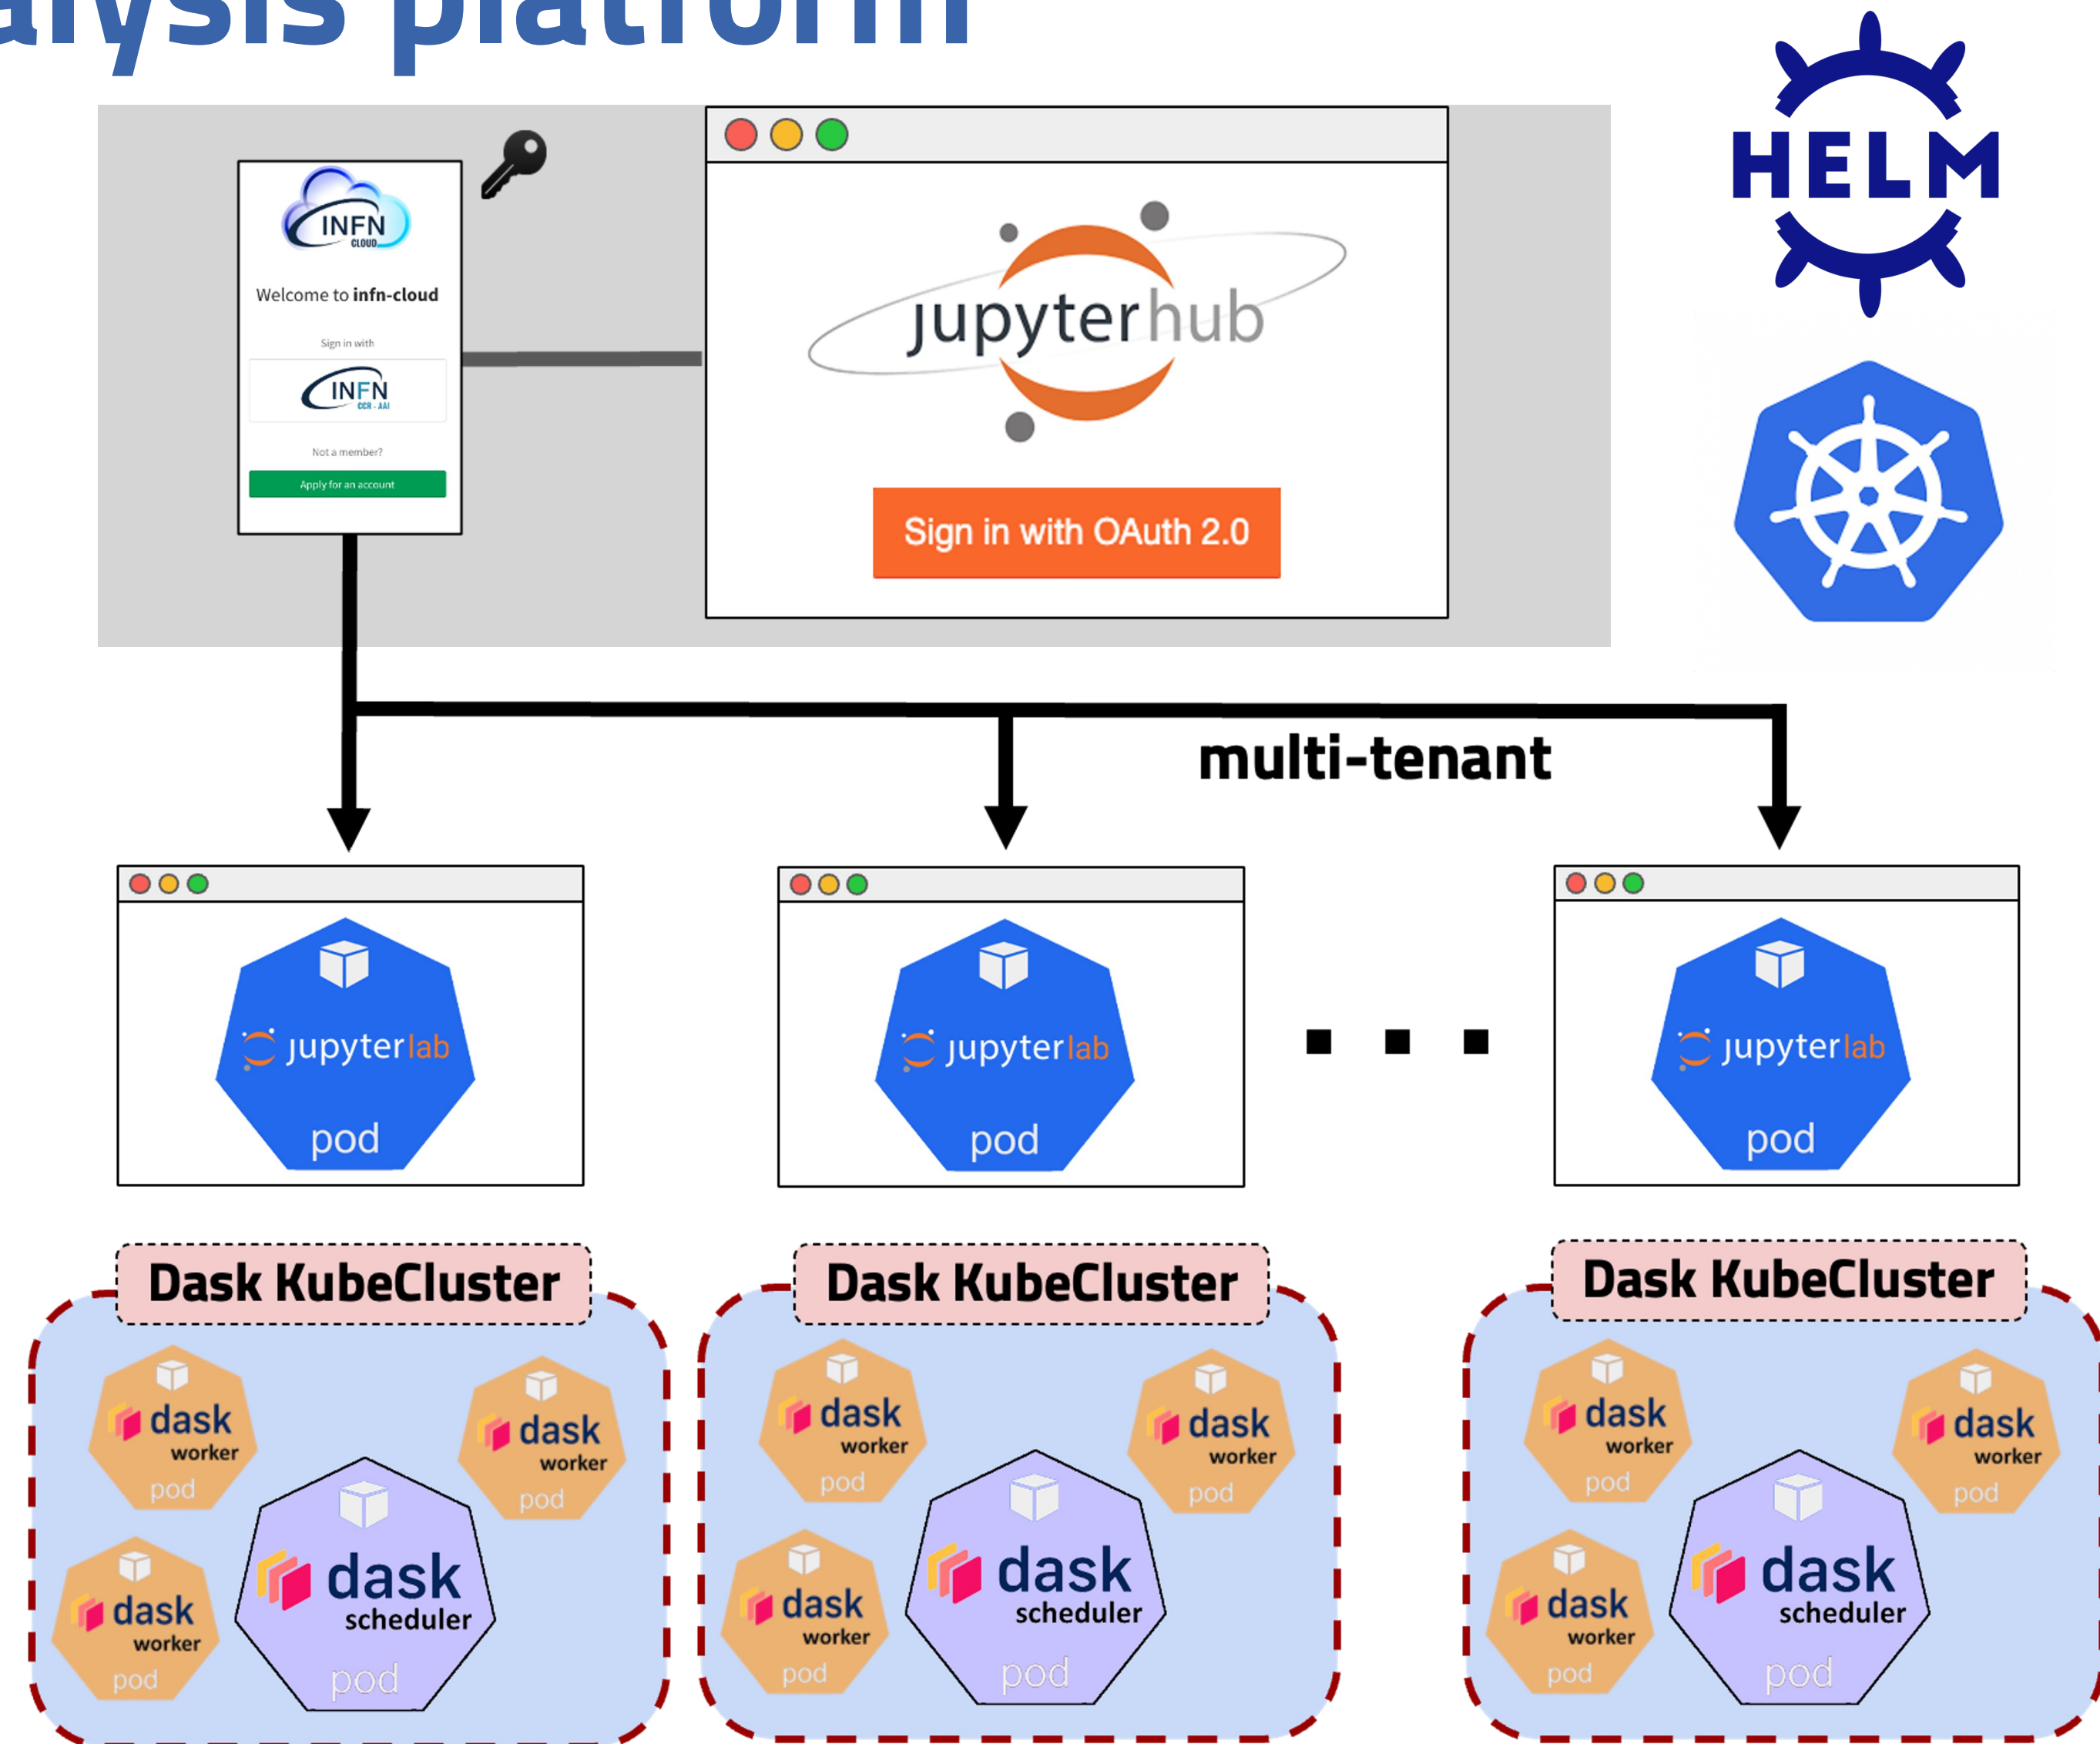 alysis platform
INFN
CLOUD
Welcome to infn-cloud
Sign in with
INFN
CCR - AAI
Not a member?
Apply for an account
jupyterhub
Sign in with OAuth 2.0
HELM
multi-tenant
jupyterlab
pod
jupyterlab
pod
jupyterlab
pod
Dask KubeCluster
dask
worker
pod
dask
worker
pod
dask
worker
pod
dask
scheduler
pod
Dask KubeCluster
dask
worker
pod
dask
worker
pod
dask
worker
pod
dask
scheduler
pod
Dask KubeCluster
dask
worker
pod
dask
worker
pod
dask
worker
pod
dask
scheduler
pod